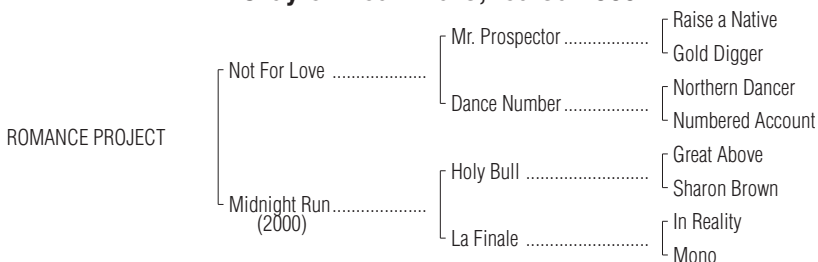 Raise a Native
Mr. Prospector ..................
Gold Digger
Not For Love ....................
Northern Dancer
Dance Number..................
Numbered Account
ROMANCE PROJECT
Great Above
Holy Bull ..........................
Sharon Brown
Midnight Run....................
(2000)
In Reality
La Finale ..........................
Mono